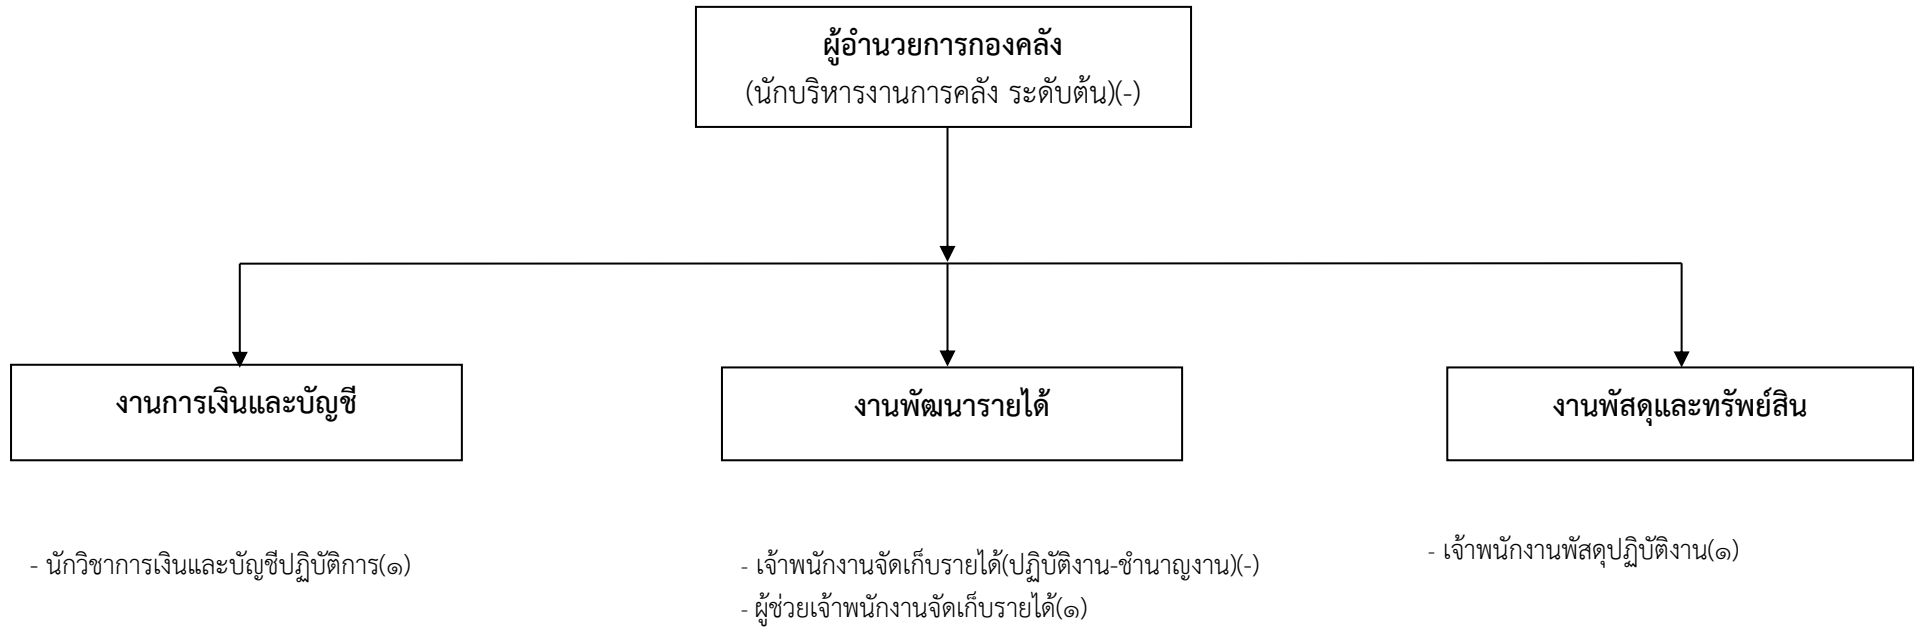 ผู้อำนวยการกองคลัง
(นักบริหารงานการคลัง ระดับต้น)(-)
งานการเงินและบัญชี
งานพัฒนารายได้
งานพัสดุและทรัพย์สิน
- นักวิชาการเงินและบัญชีปฏิบัติการ(๑)
- เจ้าพนักงานจัดเก็บรายได้(ปฏิบัติงาน-ชำนาญงาน)(-)
- ผู้ช่วยเจ้าพนักงานจัดเก็บรายได้(๑)
- เจ้าพนักงานพัสดุปฏิบัติงาน(๑)